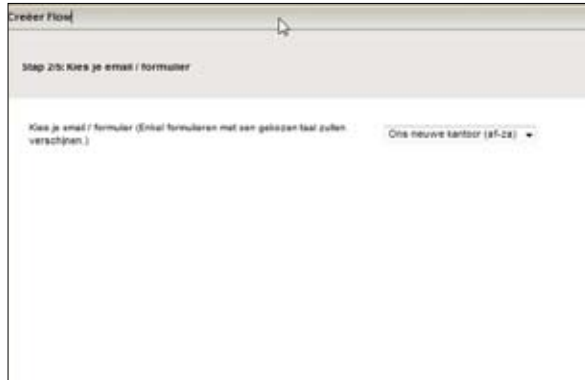 Creëer Flow
Stap 2/5: Kies je email / formulier
Kies je email / formulier (Enkel formulieren met een gekozen taal zullen
verschijnen.)
Ons neuwe kantoor (af-za)